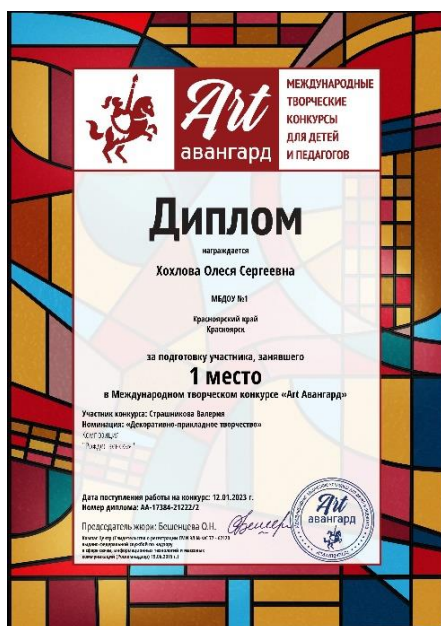 Art
авангард
МЕЖДУНАРОДНЫЕ
ТВОРЧЕСКИЕ
КОНКУРСЫ
ДЛЯ ДЕТЕЙ
И ПЕДАГОГОВ
Диплом
награждается
Хохлова Олеся Сергеевна
МБДОУ №1
Красноярский край
Красноярск
за подготовку участника, занявшего
1 место
в Международном творческом конкурсе «Art Авангард»
Участник конкурса: Страшникова Валерия
Номинация: «Декоративно-прикладное творчество»
Композиция
Дата поступления работы на конкурс: 12.01.2023 г.
Номер диплома: АА-17384-21222/2
Председатель жюри: Бешенцева О.Н.
Art
авангард